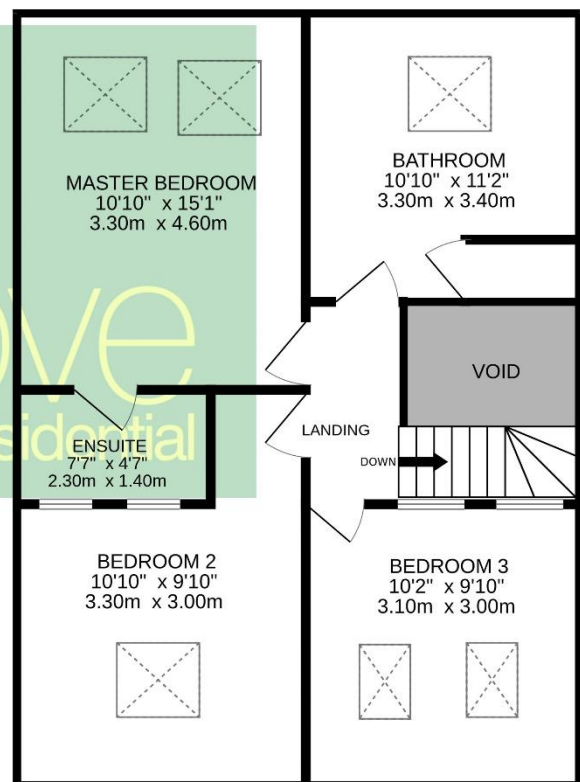 MASTER BEDROOM
10'10" x 15'1"
3.30m x 4.60m
BATHROOM
10'10" x 11'2"
3.30m x 3.40m
ove
sidential
ENSUITE
7'7" x 4'7"
2.30m x 1.40m
VOID
LANDING
DOWN
BEDROOM 2
10'10" x 9'10"
3.30m x 3.00m
BEDROOM 3
10'2" x 9'10"
3.10m x 3.00m